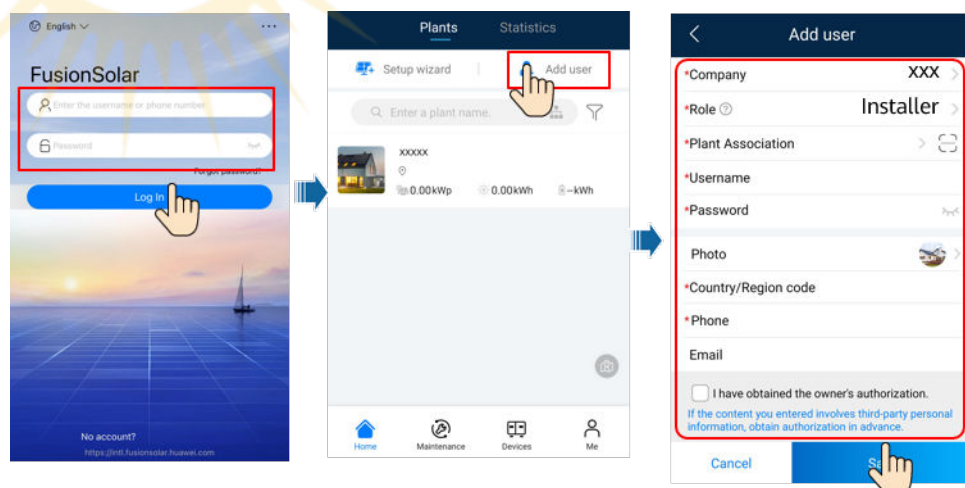 English
...
FusionSolar
Enter the username or phone number
Password
Forgot password?
Log In
No account?
https://intl.fusionsolar.huawei.com
Plants Statistics
Setup wizard Add user
Enter a plant name.
xxxxx
0.00kWp 0.00kWh --kWh
Home Maintenance Devices Me
Add user
*Company XXX
*Role Installer
*Plant Association
*Username
*Password
Photo
*Country/Region code
*Phone
Email
I have obtained the owner's authorization.
If the content you entered involves third-party personal
information, obtain authorization in advance.
Cancel